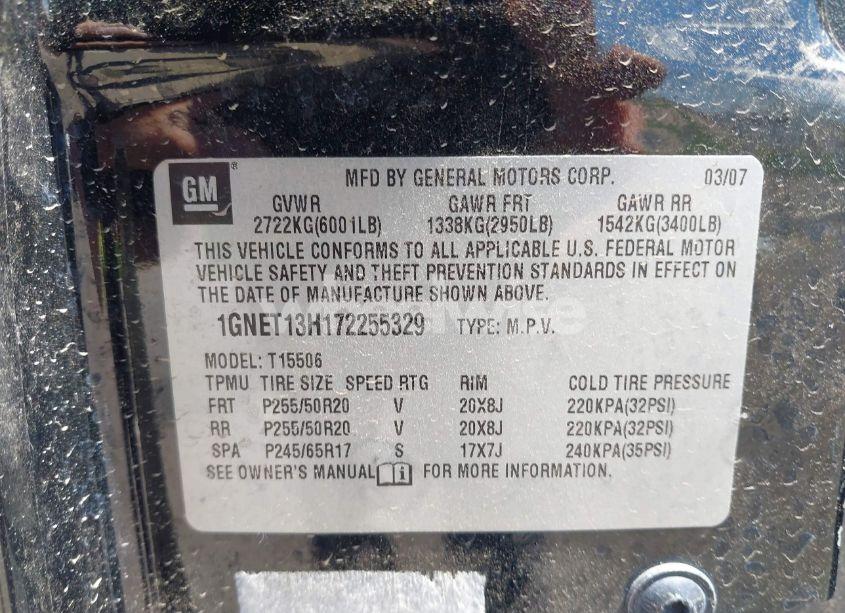 GM ® MFD BY GENERAL MOTORS CORP. 03/07
GVWR GAWR FRT GAWR RR
2722KG(6001LB) 1338KG(2950LB) 1542KG(3400LB)
THIS VEHICLE CONFORMS TO ALL APPLICABLE U.S. FEDERAL MOTOR
VEHICLE SAFETY AND THEFT PREVENTION STANDARDS IN EFFECT ON
THE DATE OF MANUFACTURE SHOWN ABOVE.
1GNET13H172255329 TYPE: M.P.V.
MODEL: T15506
TPMU TIRE SIZE SPEED RTG RIM COLD TIRE PRESSURE
FRT P255/50R20 V 20X8J 220KPA(32PSI)
RR P255/50R20 V 20X8J 220KPA(32PSI)
SPA P245/65R17 S 17X7J 240KPA(35PSI)
SEE OWNER'S MANUAL FOR MORE INFORMATION.